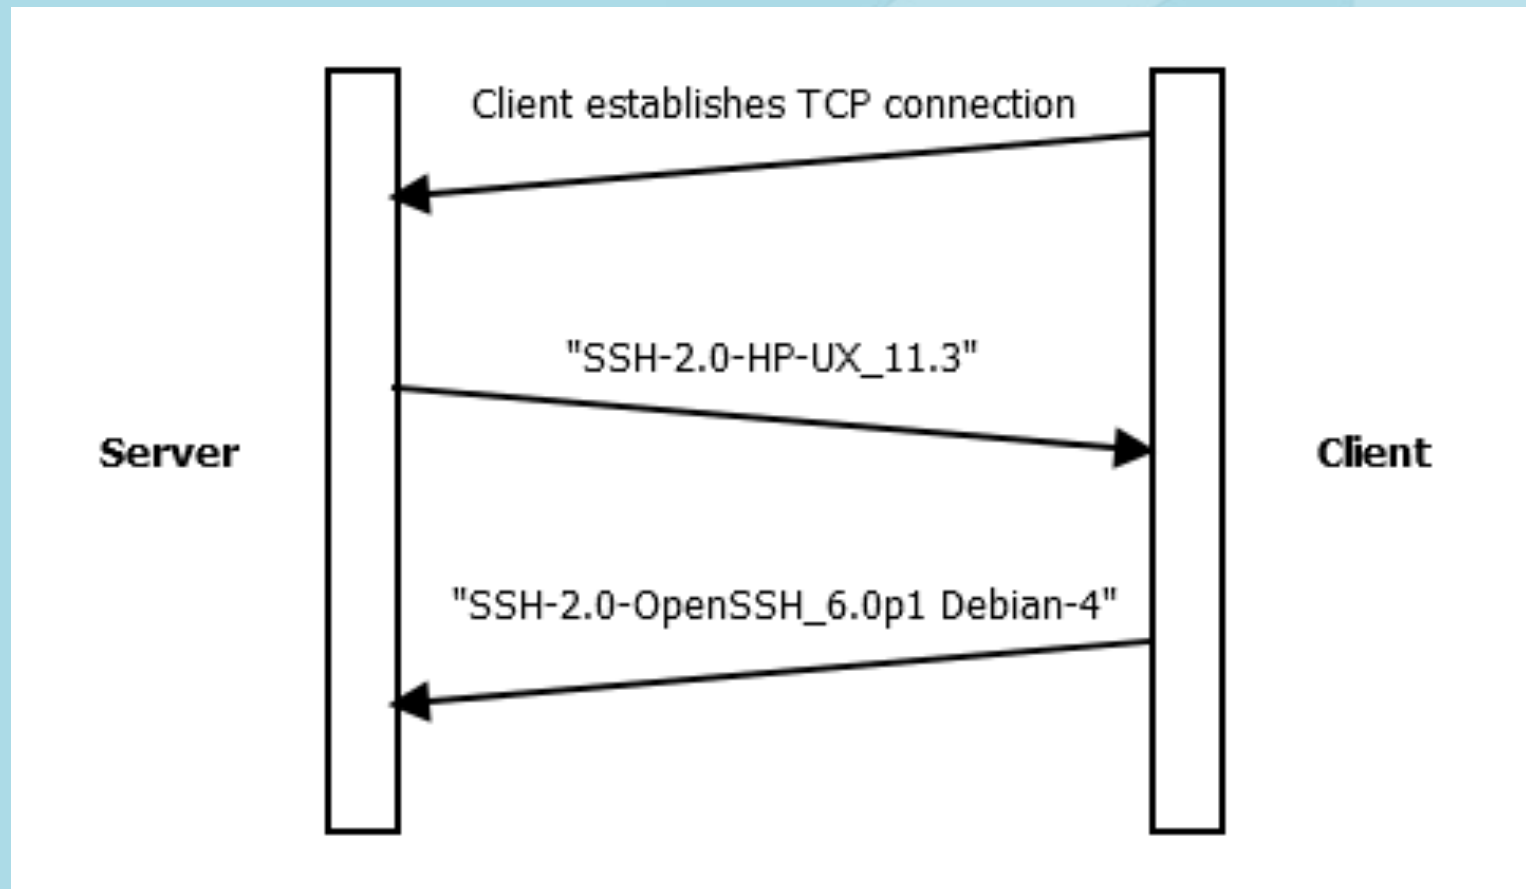 Client establishes TCP connection
"SSH-2.0-HP-UX_11.3"
Server
Client
"SSH-2.0-OpenSSH_6.0p1 Debian-4"